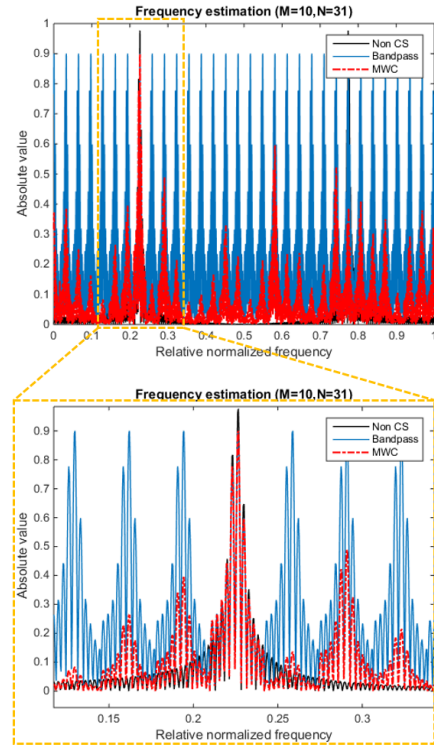 Frequency estimation (M=10,N=31)
1
0.9
0.8
0.7
0.6
0.5
0.4
0.3
0.2
0.1
0
Absolute value
Non CS
Bandpass
MWC
0 0.1 0.2 0.3 0.4 0.5 0.6 0.7 0.8 0.9 1
Relative normalized frequency
Frequency estimation (M=10,N=31)
0.9
0.8
0.7
0.6
0.5
0.4
0.3
0.2
0.1
0
Absolute value
Non CS
Bandpass
MWC
0.15 0.2 0.25 0.3
Relative normalized frequency